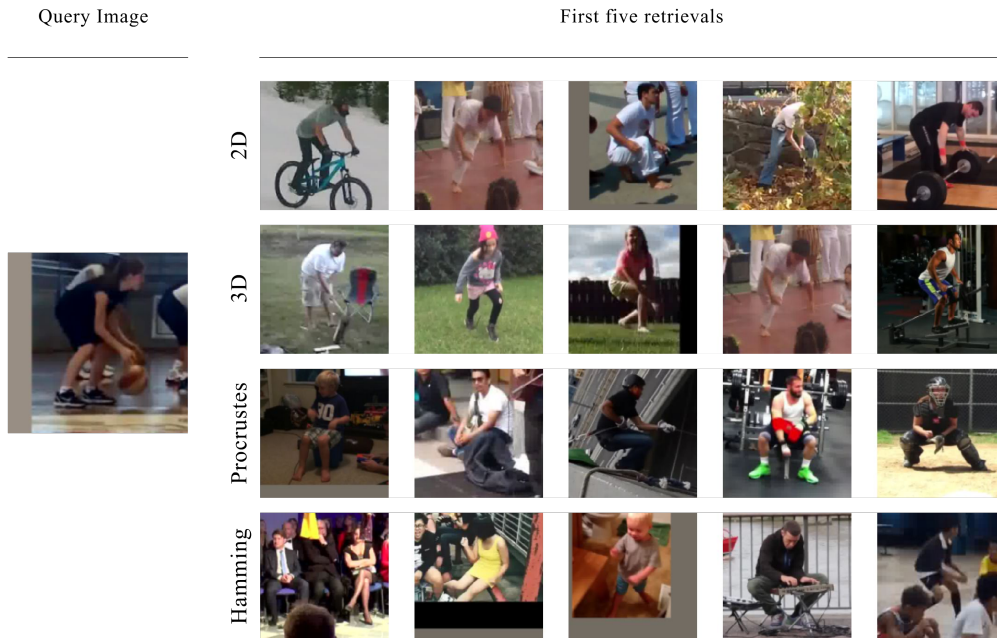 Query Image
First five retrievals
2D
3D
Procrustes
Hamming